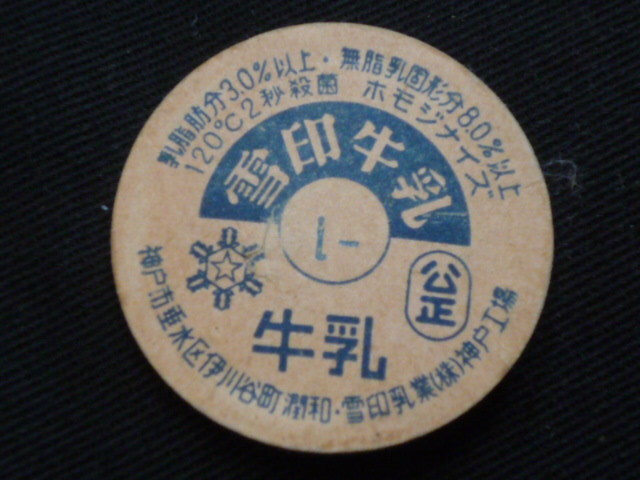 乳脂肪分3.0%以上・無脂乳固形分8.0%以上
120℃2秒殺菌 ホモジナイズ
雪印牛乳
公正
牛乳
神戸市垂水区伊川谷町潤和・雪印乳業(株)神戸工場